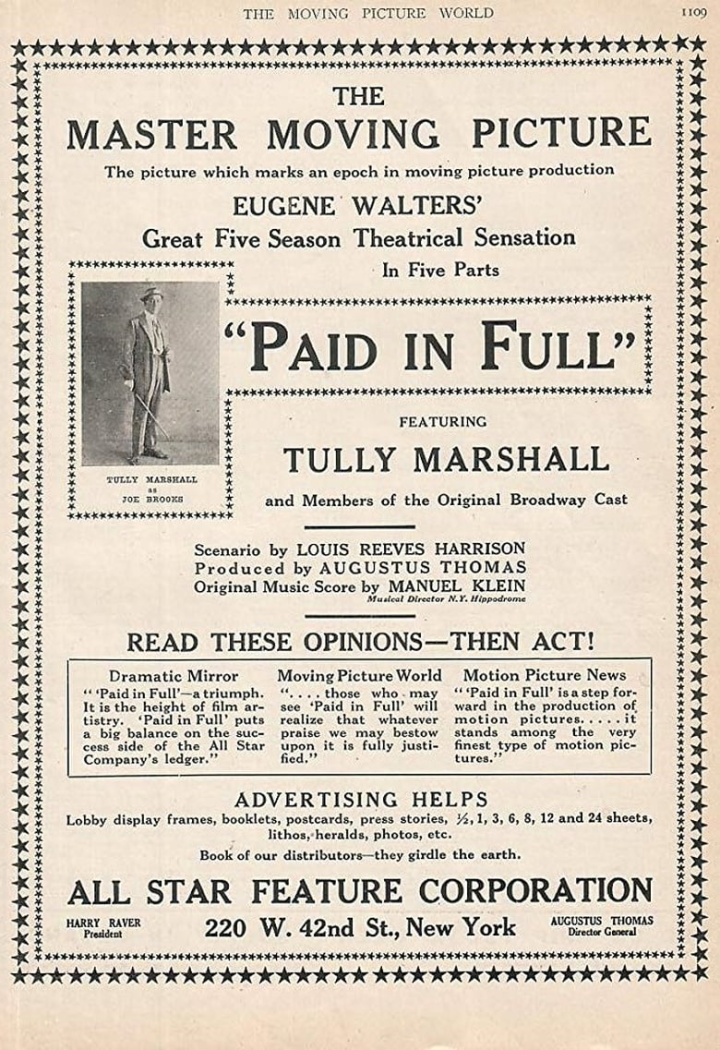 THE MOVING PICTURE WORLD 1109
THE
MASTER MOVING PICTURE
The picture which marks an epoch in moving picture production
EUGENE WALTERS'
Great Five Season Theatrical Sensation
In Five Parts
"PAID IN FULL"
TULLY MARSHALL
as
JOE BROOKS
FEATURING
TULLY MARSHALL
and Members of the Original Broadway Cast
Scenario by LOUIS REEVES HARRISON
Produced by AUGUSTUS THOMAS
Original Music Score by MANUEL KLEIN
Musical Director N.Y. Hippodrome
READ THESE OPINIONS—THEN ACT!
Dramatic Mirror
" 'Paid in Full'—a triumph.
It is the height of film ar-
tistry. 'Paid in Full' puts
a big balance on the suc-
cess side of the All Star
Company's ledger."
Moving Picture World
". . . . those who may
see 'Paid in Full' will
realize that whatever
praise we may bestow
upon it is fully justi-
fied."
Motion Picture News
" 'Paid in Full' is a step for-
ward in the production of
motion pictures. . . . . it
stands among the very
finest type of motion pic-
tures."
ADVERTISING HELPS
Lobby display frames, booklets, postcards, press stories, ½, 1, 3, 6, 8, 12 and 24 sheets,
lithos, heralds, photos, etc.
Book of our distributors—they girdle the earth.
ALL STAR FEATURE CORPORATION
HARRY RAVER
President
220 W. 42nd St., New York
AUGUSTUS THOMAS
Director General